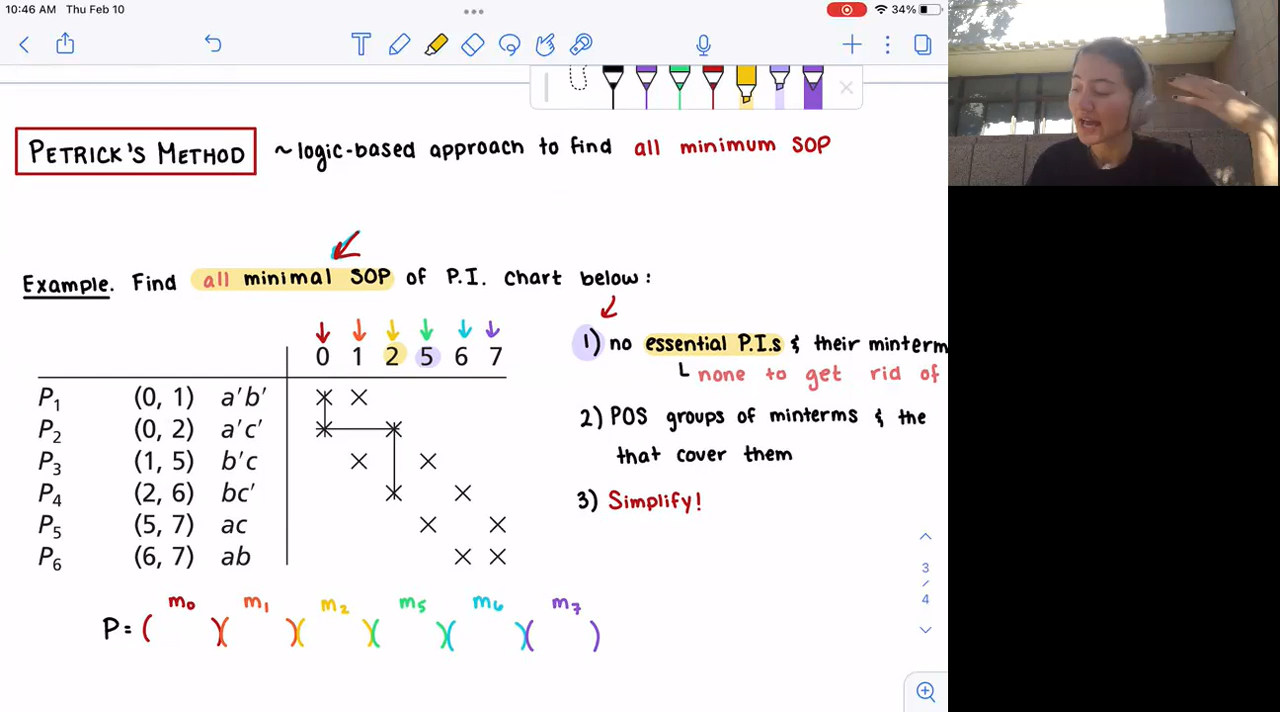 10:46 AM Thu Feb 10
34%
PETRICK'S METHOD ~logic-based approach to find all minimum SOP
Example. Find all minimal SOP of P.I. chart below:
0 1 2 5 6 7
P1 (0, 1) a'b'
P2 (0, 2) a'c'
P3 (1, 5) b'c
P4 (2, 6) bc'
P5 (5, 7) ac
P6 (6, 7) ab
1) no essential P.I.s & their minterm
none to get rid of
2) POS groups of minterms & the
that cover them
3) Simplify!
m0 m1 m2 m5 m6 m7
P= ( )( )( )( )( )( )
3
/
4